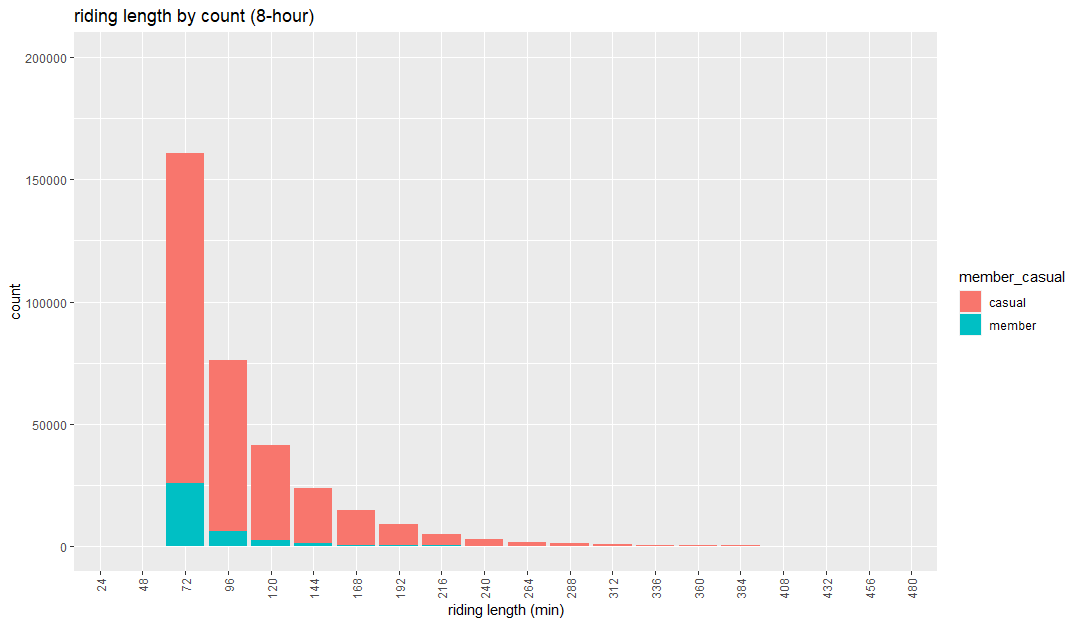 riding length by count (8-hour)
200000
150000
100000
50000
0
count
24 48 72 96 120 144 168 192 216 240 264 288 312 336 360 384 408 432 456 480
riding length (min)
member_casual
casual
member